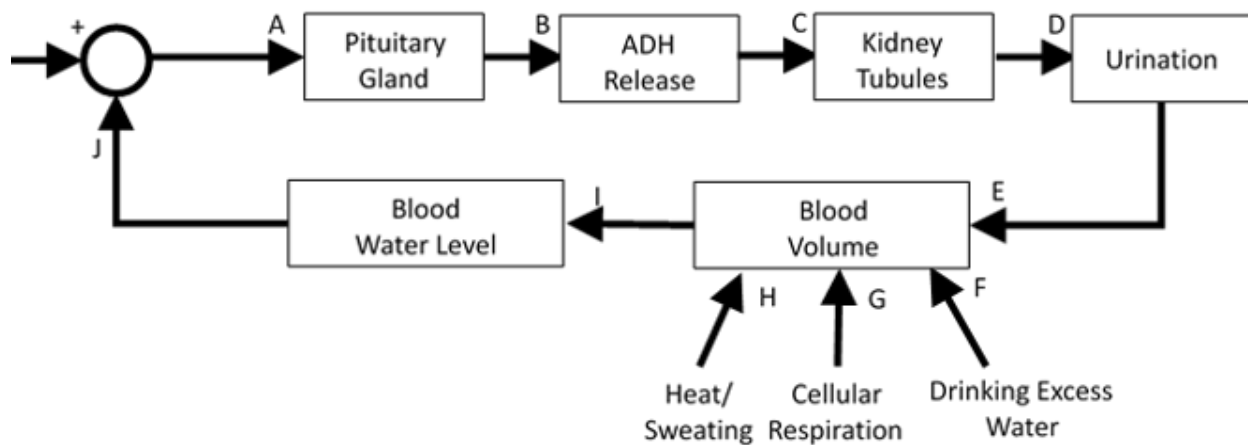 +
A
Pituitary
Gland
B
ADH
Release
C
Kidney
Tubules
D
Urination
J
Blood
Water Level
I
Blood
Volume
E
H
G
F
Heat/
Sweating
Cellular
Respiration
Drinking Excess
Water